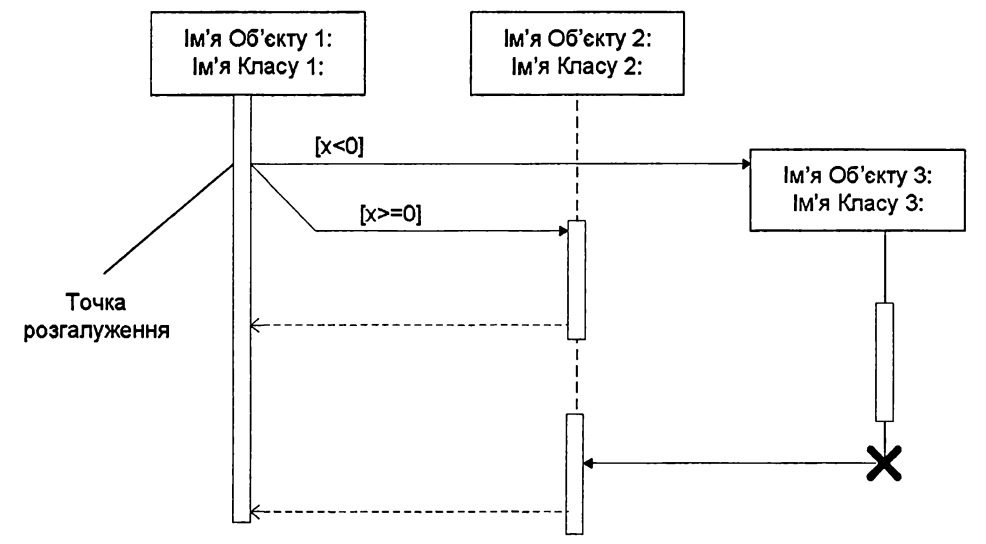 Ім'я Об'єкту 1:
Ім'я Класу 1:
Ім'я Об'єкту 2:
Ім'я Класу 2:
[x<0]
Ім'я Об'єкту 3:
Ім'я Класу 3:
[x>=0]
Точка
розгалуження